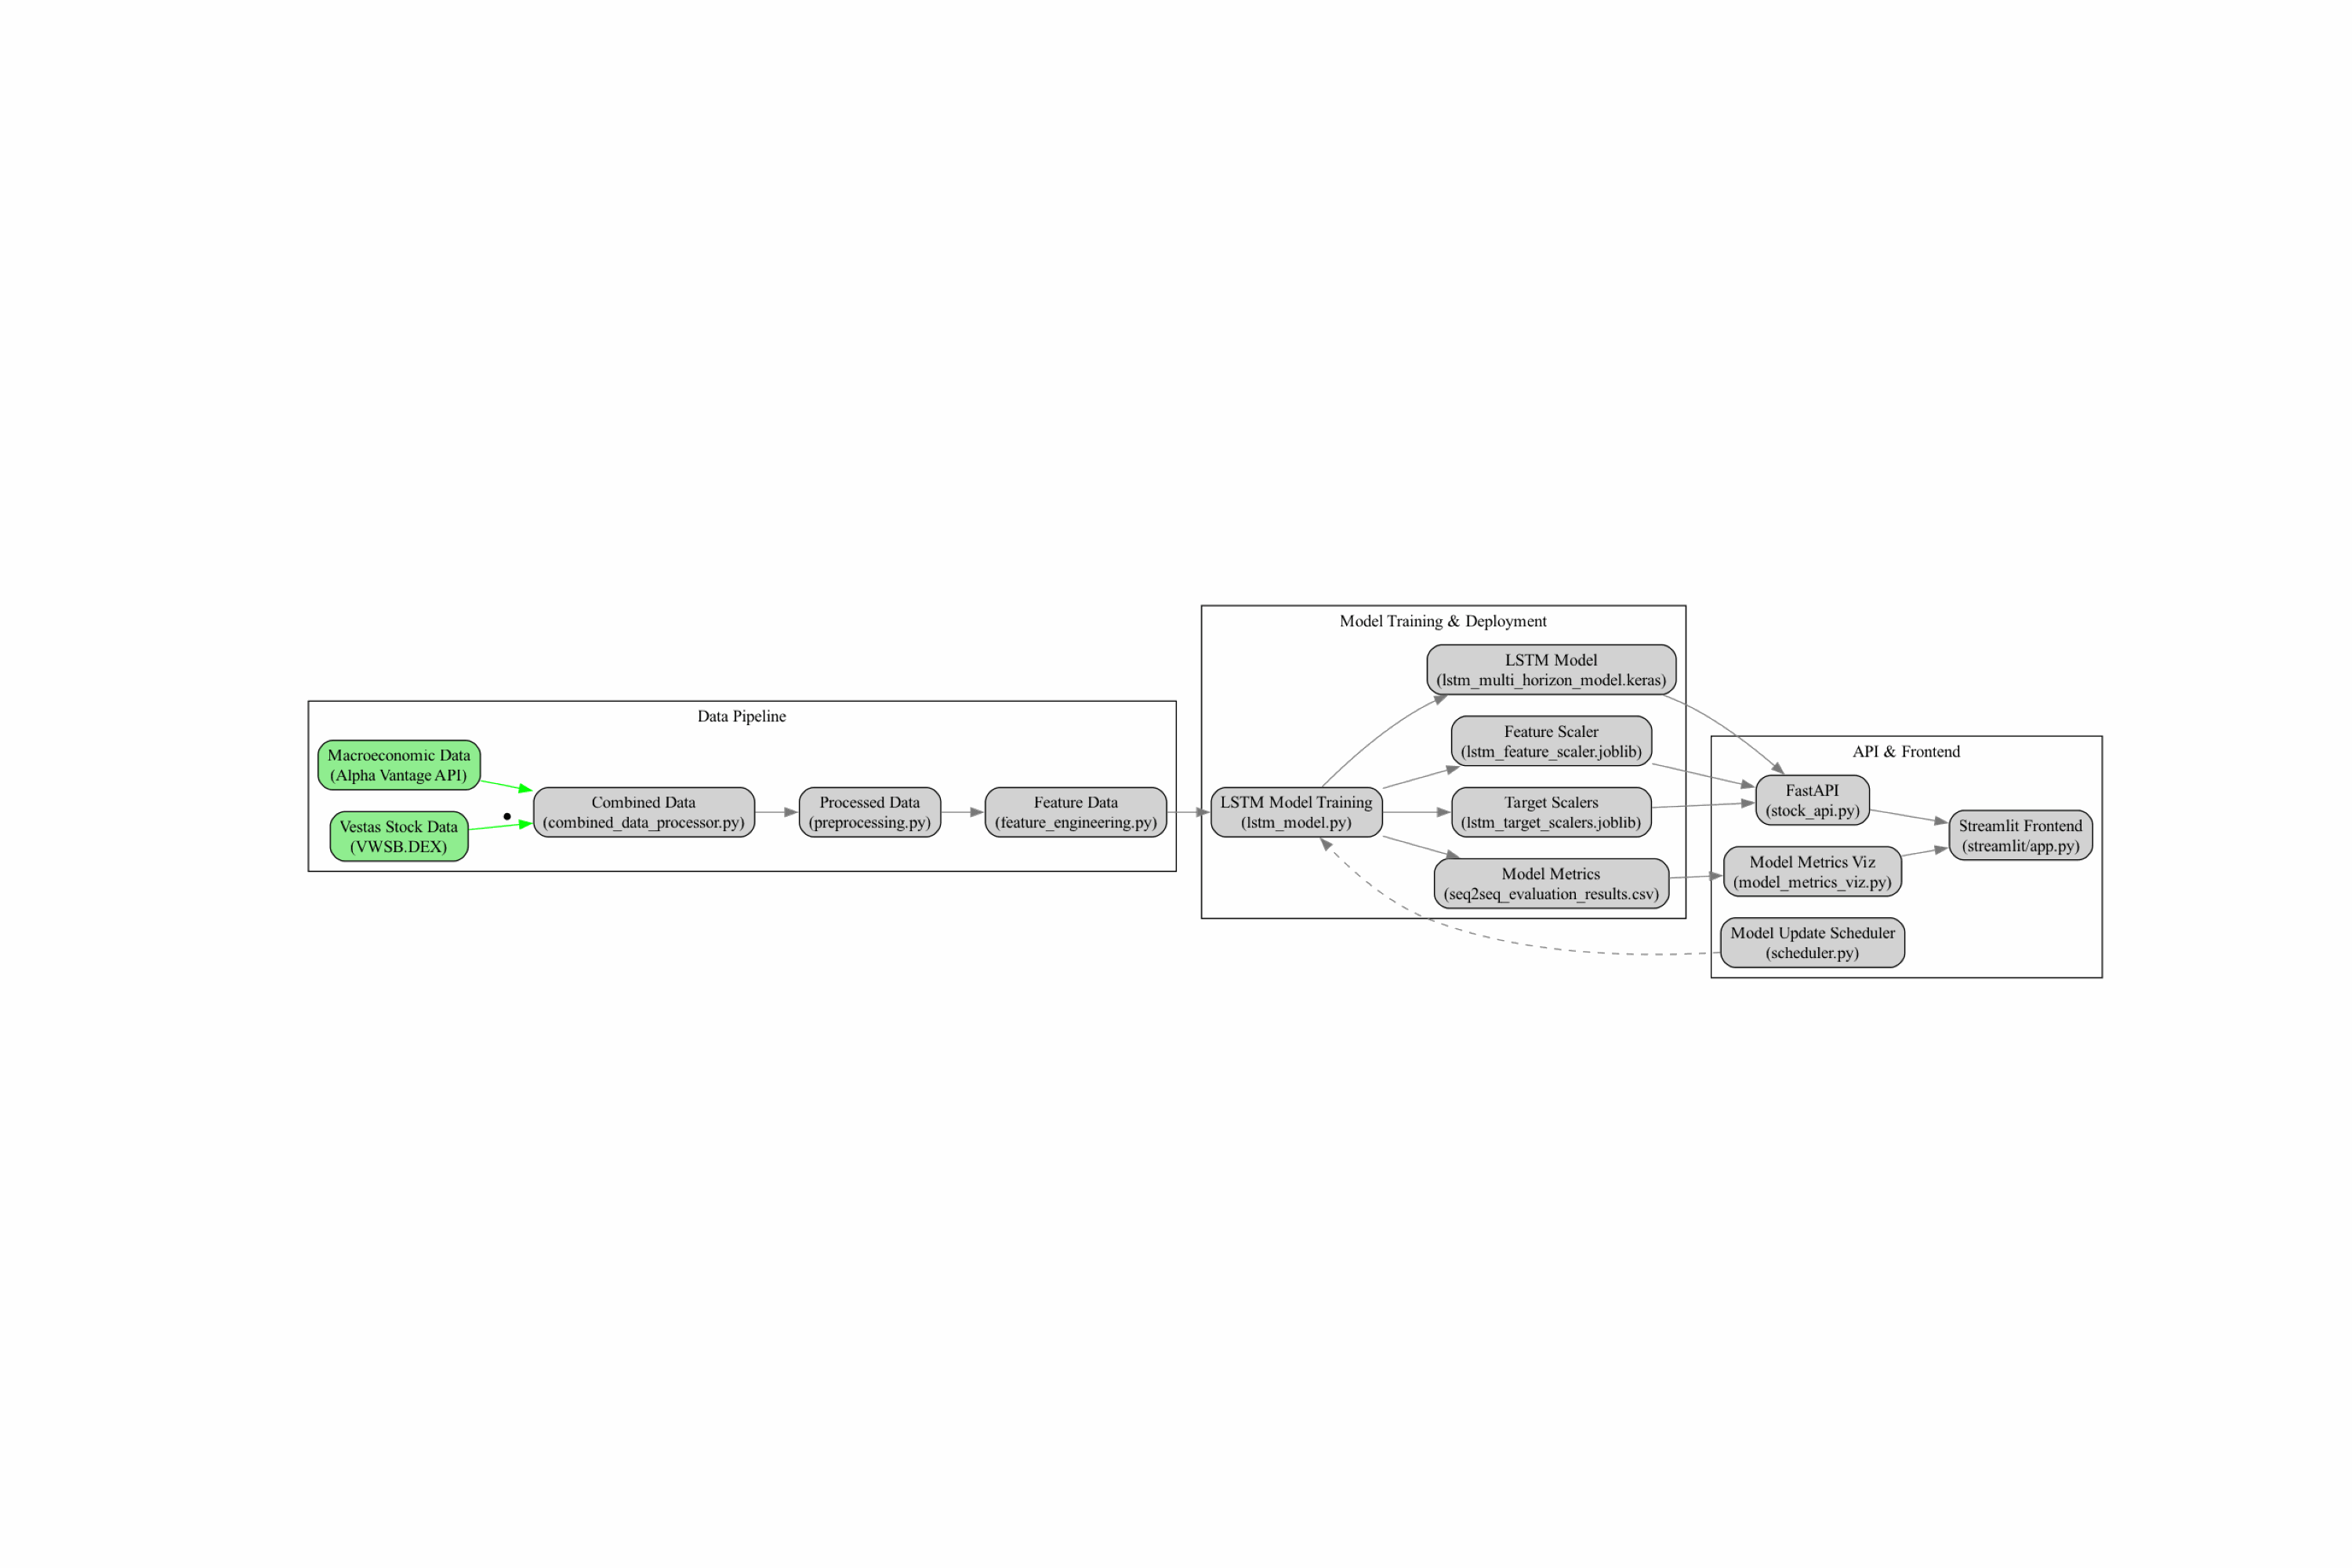 Data Pipeline
Macroeconomic Data
(Alpha Vantage API)
Vestas Stock Data
(VWSB.DEX)
Combined Data
(combined_data_processor.py)
Processed Data
(preprocessing.py)
Feature Data
(feature_engineering.py)
Model Training & Deployment
LSTM Model Training
(lstm_model.py)
LSTM Model
(lstm_multi_horizon_model.keras)
Feature Scaler
(lstm_feature_scaler.joblib)
Target Scalers
(lstm_target_scalers.joblib)
Model Metrics
(seq2seq_evaluation_results.csv)
API & Frontend
FastAPI
(stock_api.py)
Model Metrics Viz
(model_metrics_viz.py)
Model Update Scheduler
(scheduler.py)
Streamlit Frontend
(streamlit/app.py)